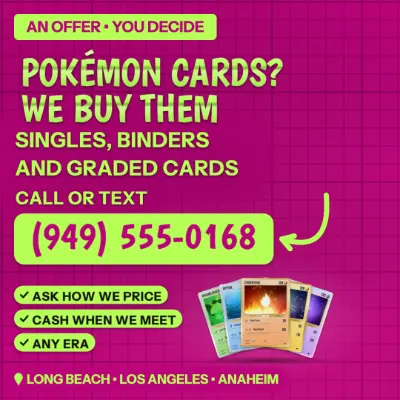 AN OFFER • YOU DECIDE
POKÉMON CARDS?
WE BUY THEM
SINGLES, BINDERS
AND GRADED CARDS
CALL OR TEXT
(949) 555-0168
ASK HOW WE PRICE
CASH WHEN WE MEET
ANY ERA
LONG BEACH • LOS ANGELES • ANAHEIM